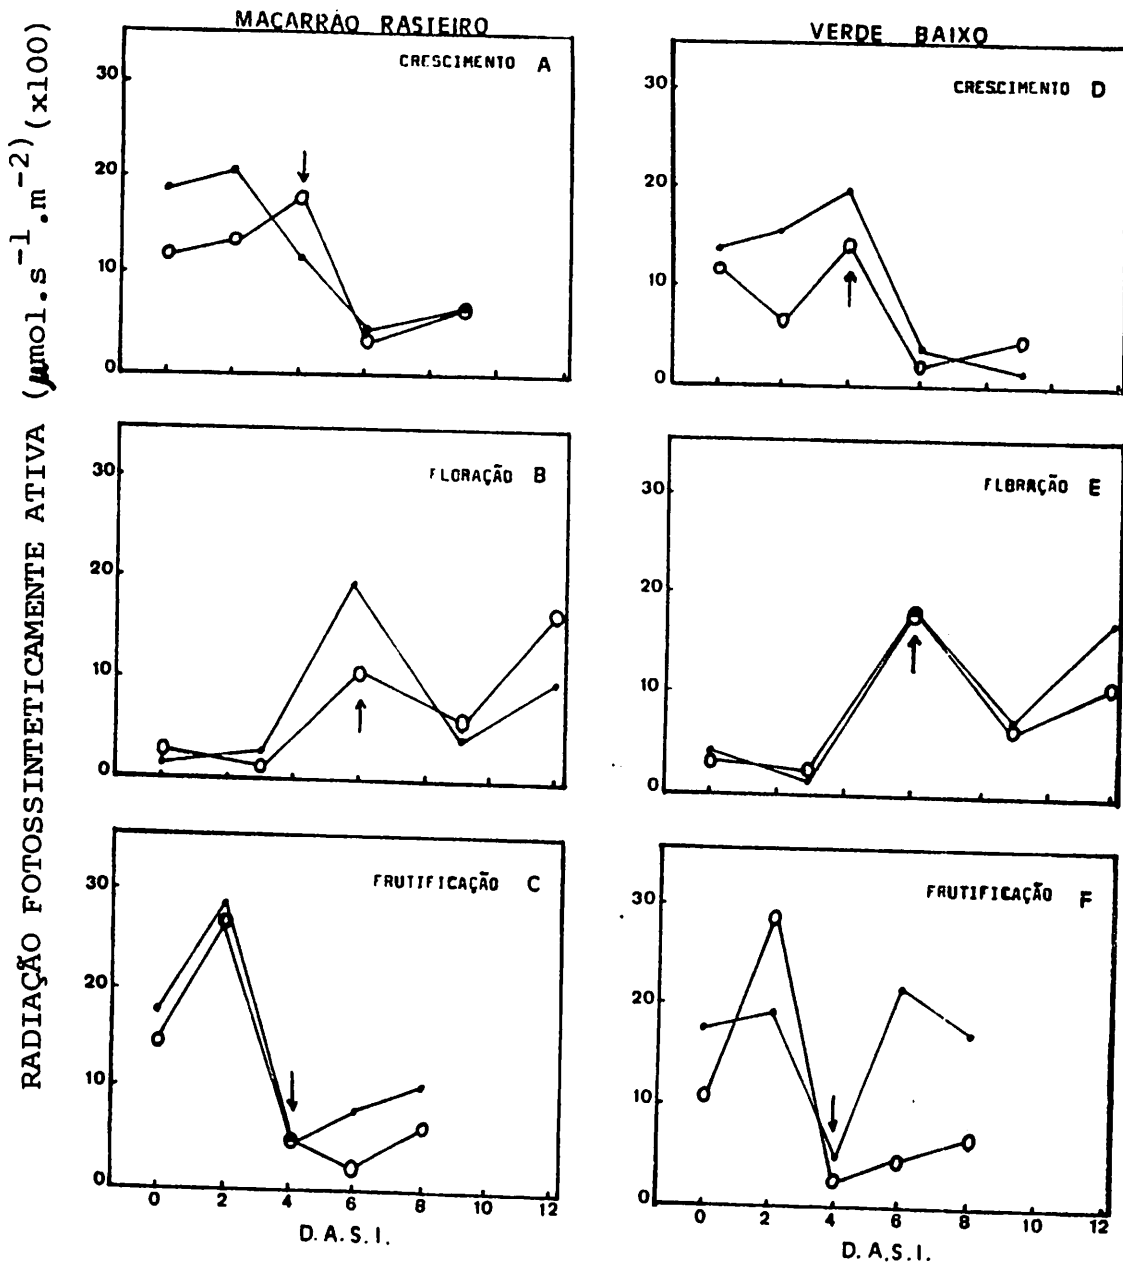 MACARRÃO RASTEIRO
VERDE BAIXO
RADIAÇÃO FOTOSSINTETICAMENTE ATIVA (µmol.s⁻¹.m⁻²) (x100)
CRESCIMENTO A
30
20
10
0
CRESCIMENTO D
30
20
10
0
FLORAÇÃO B
30
20
10
0
FLORAÇÃO E
30
20
10
0
FRUTIFICAÇÃO C
30
20
10
0
0 2 4 6 8 10 12
D.A.S.I.
FRUTIFICAÇÃO F
30
20
10
0
0 2 4 6 8 10 12
D.A.S.I.